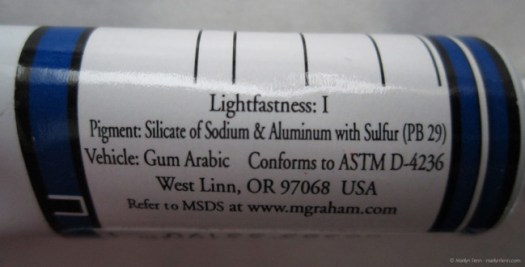 Lightfastness: I
Pigment: Silicate of Sodium & Aluminum with Sulfur (PB 29)
Vehicle: Gum Arabic Conforms to ASTM D-4236
West Linn, OR 97068 USA
Refer to MSDS at www.mgraham.com